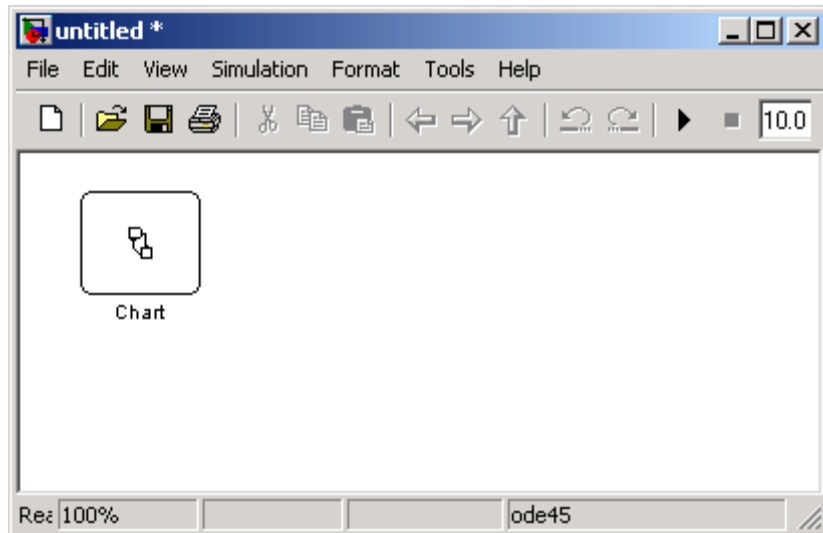 untitled *
File Edit View Simulation Format Tools Help
10.0
Chart
100% ode45